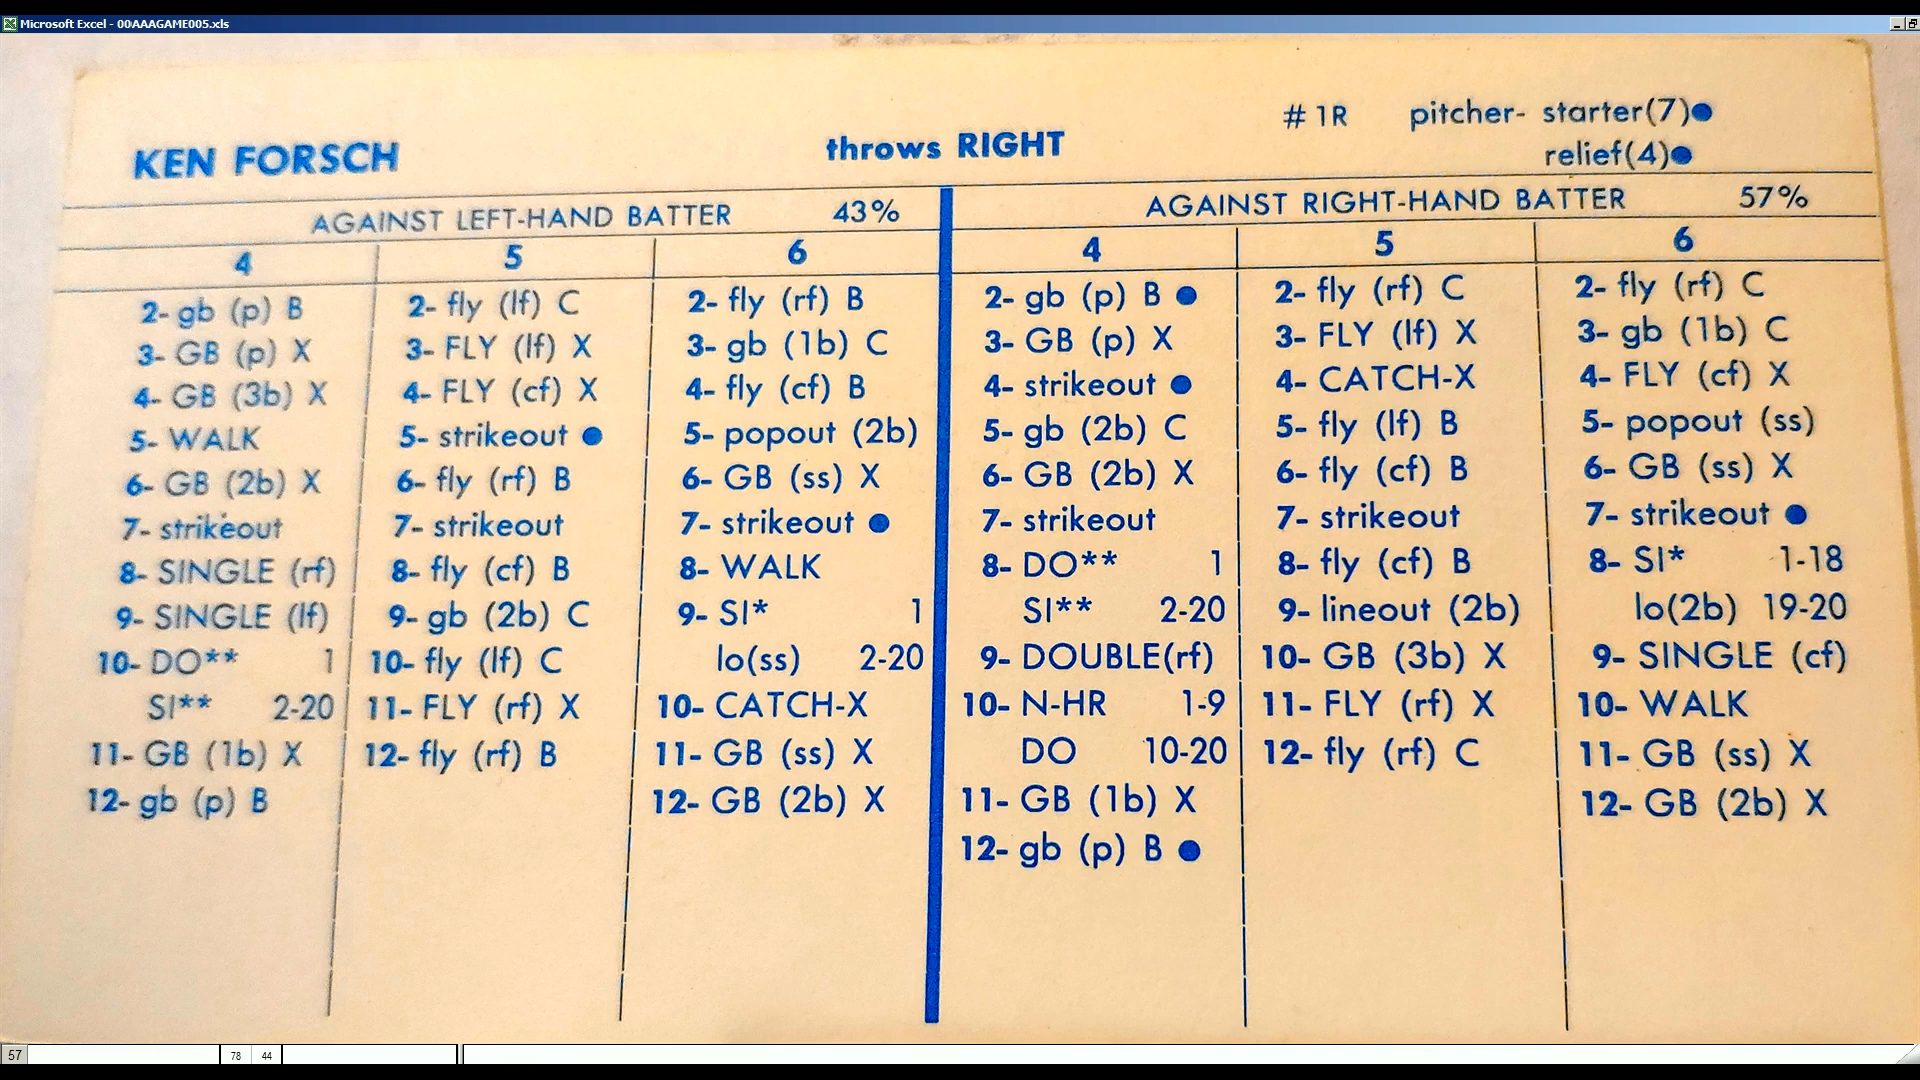 Microsoft Excel - 00AAAGAME005.xls
KEN FORSCH
throws RIGHT
# 1R pitcher- starter(7)●
relief(4)●
AGAINST LEFT-HAND BATTER 43%
4
2- gb (p) B
3- GB (p) X
4- GB (3b) X
5- WALK
6- GB (2b) X
7- strikeout
8- SINGLE (rf)
9- SINGLE (lf)
10- DO** 1
SI** 2-20
11- GB (1b) X
12- gb (p) B
5
2- fly (lf) C
3- FLY (lf) X
4- FLY (cf) X
5- strikeout ●
6- fly (rf) B
7- strikeout
8- fly (cf) B
9- gb (2b) C
10- fly (lf) C
11- FLY (rf) X
12- fly (rf) B
6
2- fly (rf) B
3- gb (1b) C
4- fly (cf) B
5- popout (2b)
6- GB (ss) X
7- strikeout ●
8- WALK
9- SI* 1
lo(ss) 2-20
10- CATCH-X
11- GB (ss) X
12- GB (2b) X
AGAINST RIGHT-HAND BATTER 57%
4
2- gb (p) B ●
3- GB (p) X
4- strikeout ●
5- gb (2b) C
6- GB (2b) X
7- strikeout
8- DO** 1
SI** 2-20
9- DOUBLE(rf)
10- N-HR 1-9
DO 10-20
11- GB (1b) X
12- gb (p) B ●
5
2- fly (rf) C
3- FLY (lf) X
4- CATCH-X
5- fly (lf) B
6- fly (cf) B
7- strikeout
8- fly (cf) B
9- lineout (2b)
10- GB (3b) X
11- FLY (rf) X
12- fly (rf) C
6
2- fly (rf) C
3- gb (1b) C
4- FLY (cf) X
5- popout (ss)
6- GB (ss) X
7- strikeout ●
8- SI* 1-18
lo(2b) 19-20
9- SINGLE (cf)
10- WALK
11- GB (ss) X
12- GB (2b) X
57 78 44